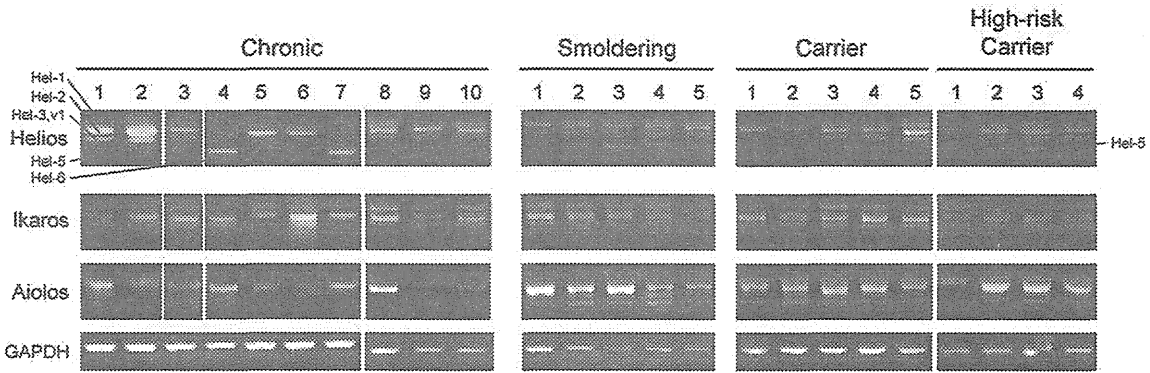 Chronic Smoldering Carrier High-risk Carrier
1 2 3 4 5 6 7 8 9 10 1 2 3 4 5 1 2 3 4 5 1 2 3 4
Hel-1
Hel-2
Hel-3,v1
Helios
Hel-5
Hel-6
Hel-5
Ikaros
Aiolos
GAPDH